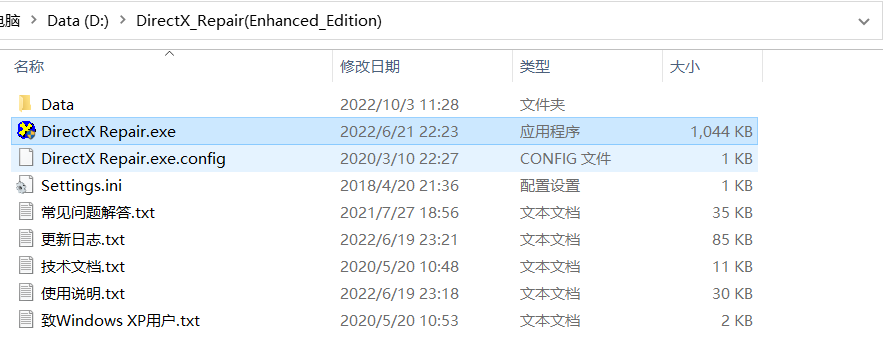 电脑 > Data (D:) > DirectX_Repair(Enhanced_Edition)
名称 修改日期 类型 大小
Data 2022/10/3 11:28 文件夹
DirectX Repair.exe 2022/6/21 22:23 应用程序 1,044 KB
DirectX Repair.exe.config 2020/3/10 22:27 CONFIG 文件 1 KB
Settings.ini 2018/4/20 21:36 配置设置 1 KB
常见问题解答.txt 2021/7/27 18:56 文本文档 35 KB
更新日志.txt 2022/6/19 23:21 文本文档 85 KB
技术文档.txt 2020/5/20 10:48 文本文档 11 KB
使用说明.txt 2022/6/19 23:18 文本文档 30 KB
致Windows XP用户.txt 2020/5/20 10:53 文本文档 2 KB